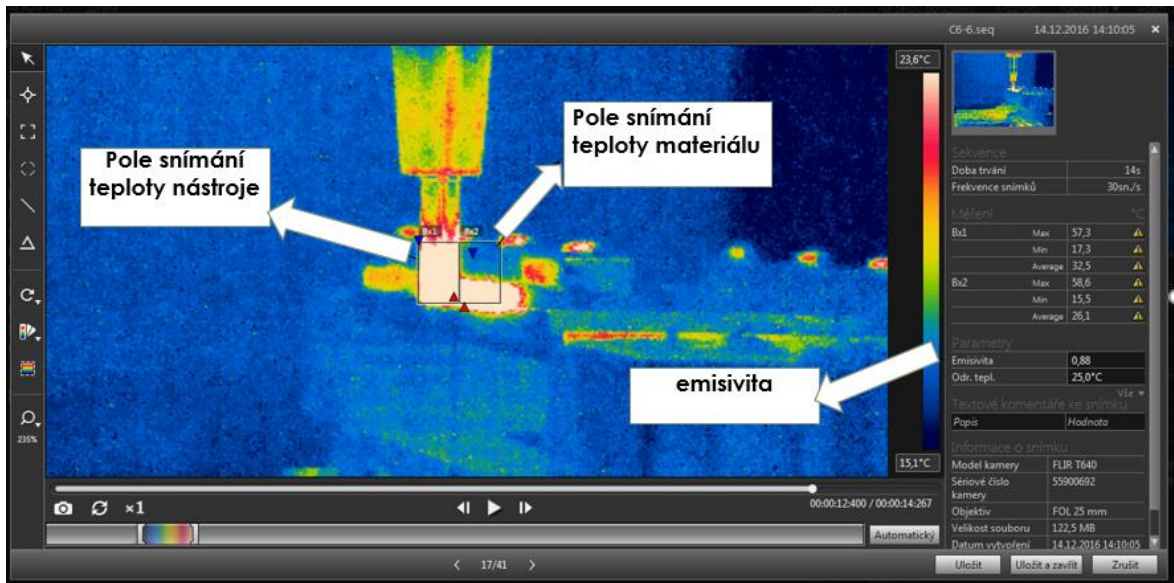 C6-6.seq 14.12.2016 14:10:05 ×
23,6°C
Pole snímání
teploty nástroje
Pole snímání
teploty materiálu
Bx1 Bx2
emisivita
15,1°C
235%
×1
00:00:12:400 / 00:00:14:267
Automatický
17/41
Sekvence
Doba trvání 14s
Frekvence snímků 30sn./s
Měření °C
Bx1 Max 57,3
Min 17,3
Average 32,5
Bx2 Max 58,6
Min 15,5
Average 26,1
Parametry
Emisivita 0,88
Odr. tepl. 25,0°C
Vše
Textové komentáře ke snímku
Popis Hodnota
Informace o snímku
Model kamery FLIR T640
Sériové číslo kamery 55900692
Objektiv FOL 25 mm
Velikost souboru 122,5 MB
Datum vytvoření 14.12.2016 14:10:05
Uložit Uložit a zavřít Zrušit